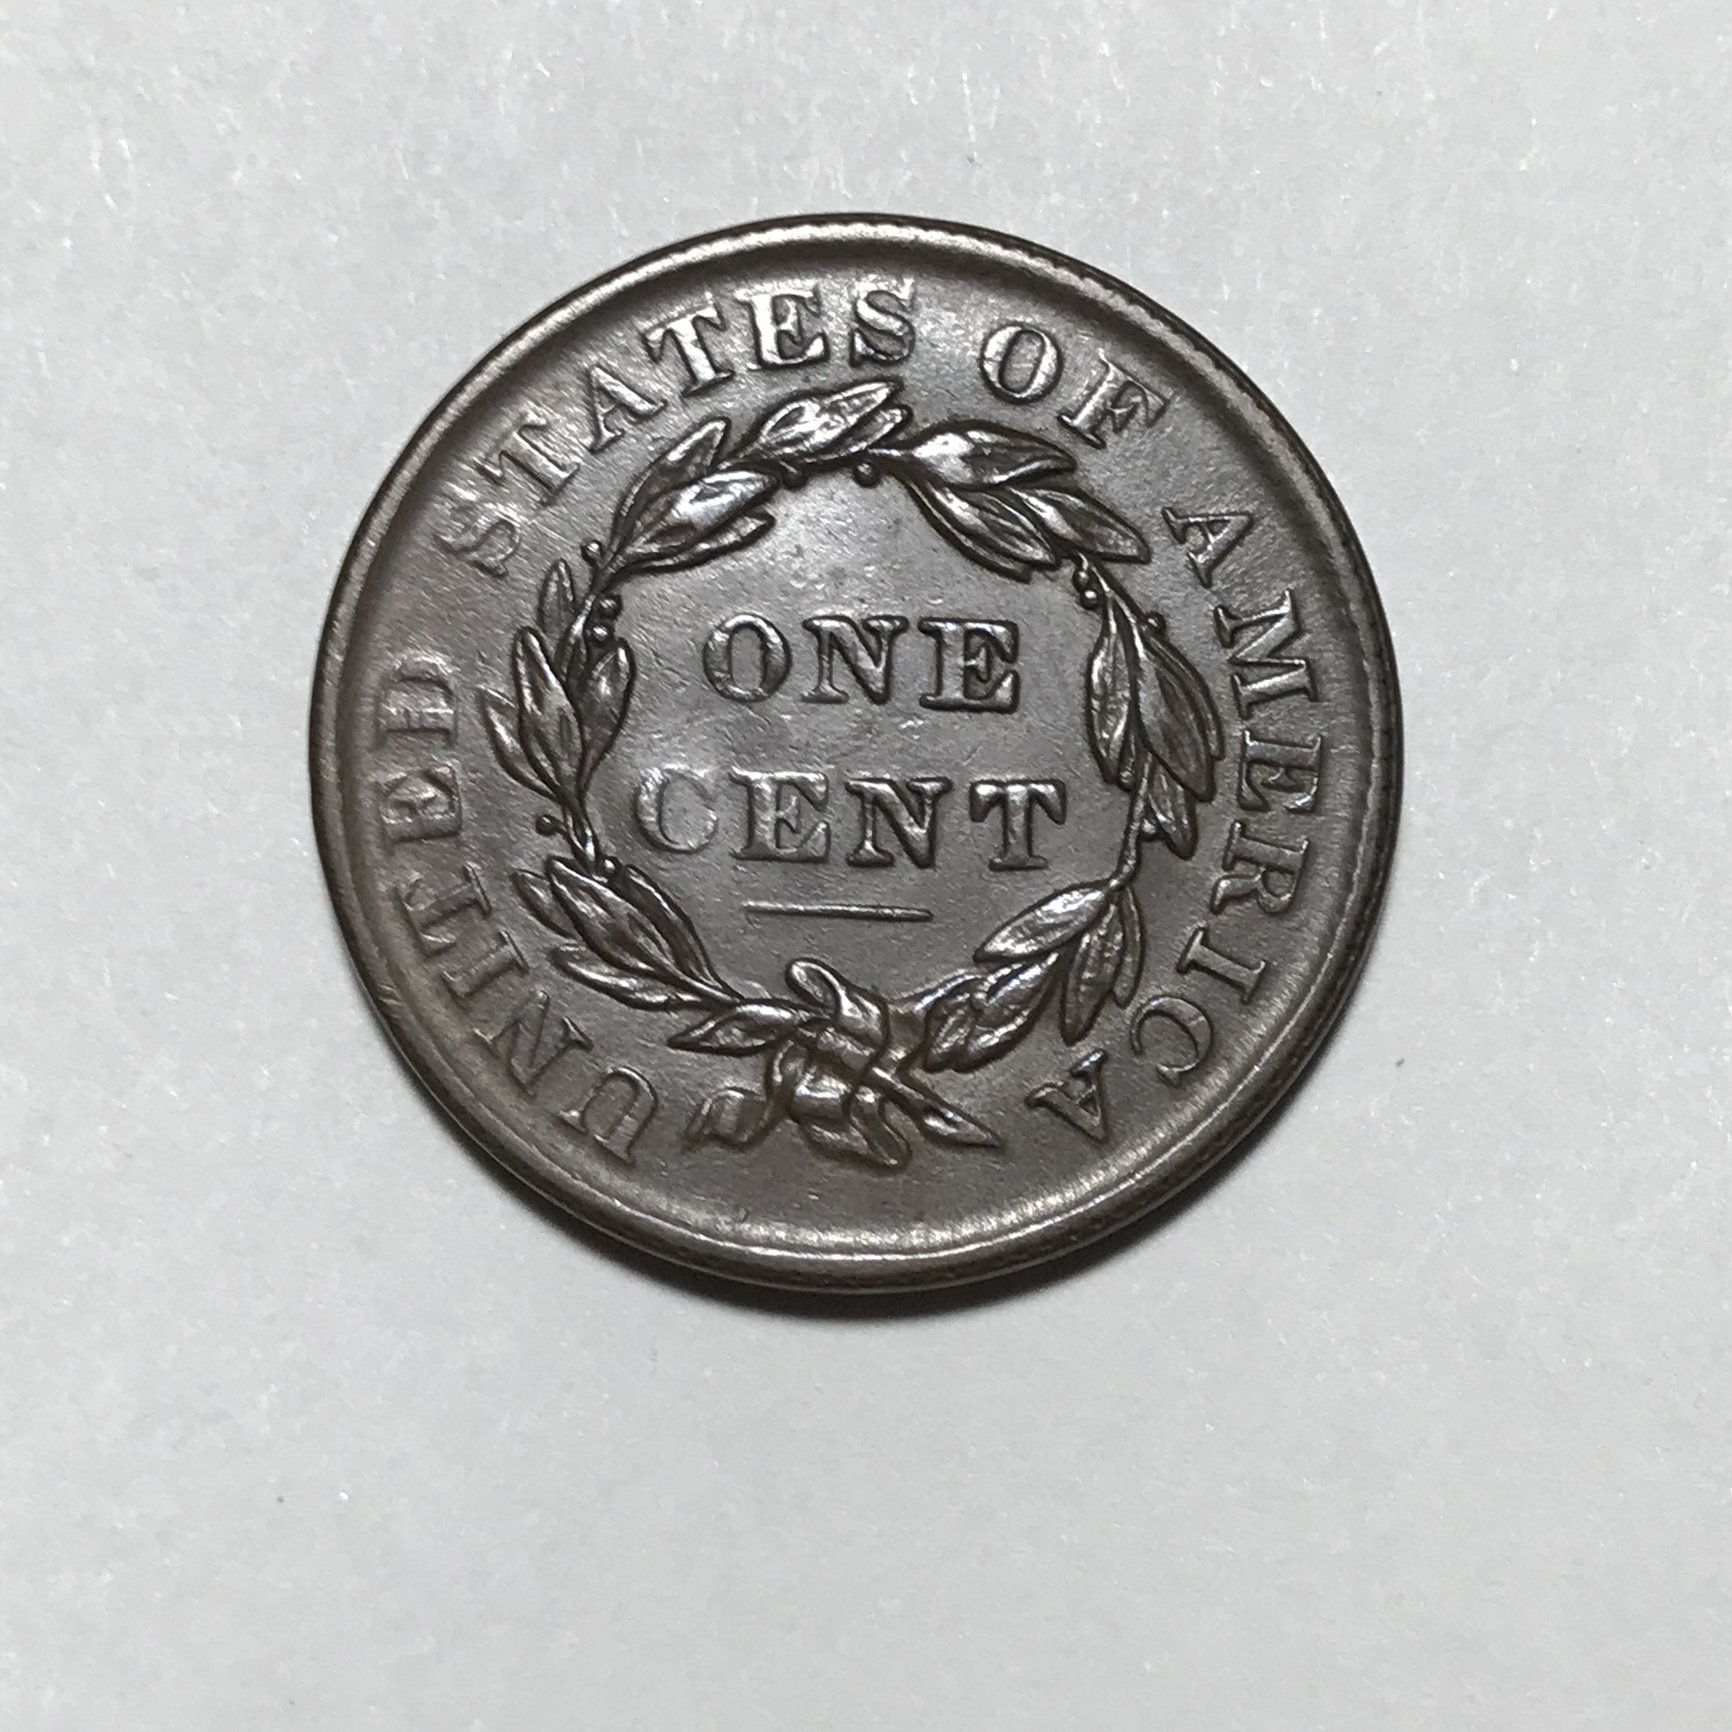 UNITED STATES OF AMERICA
ONE
CENT